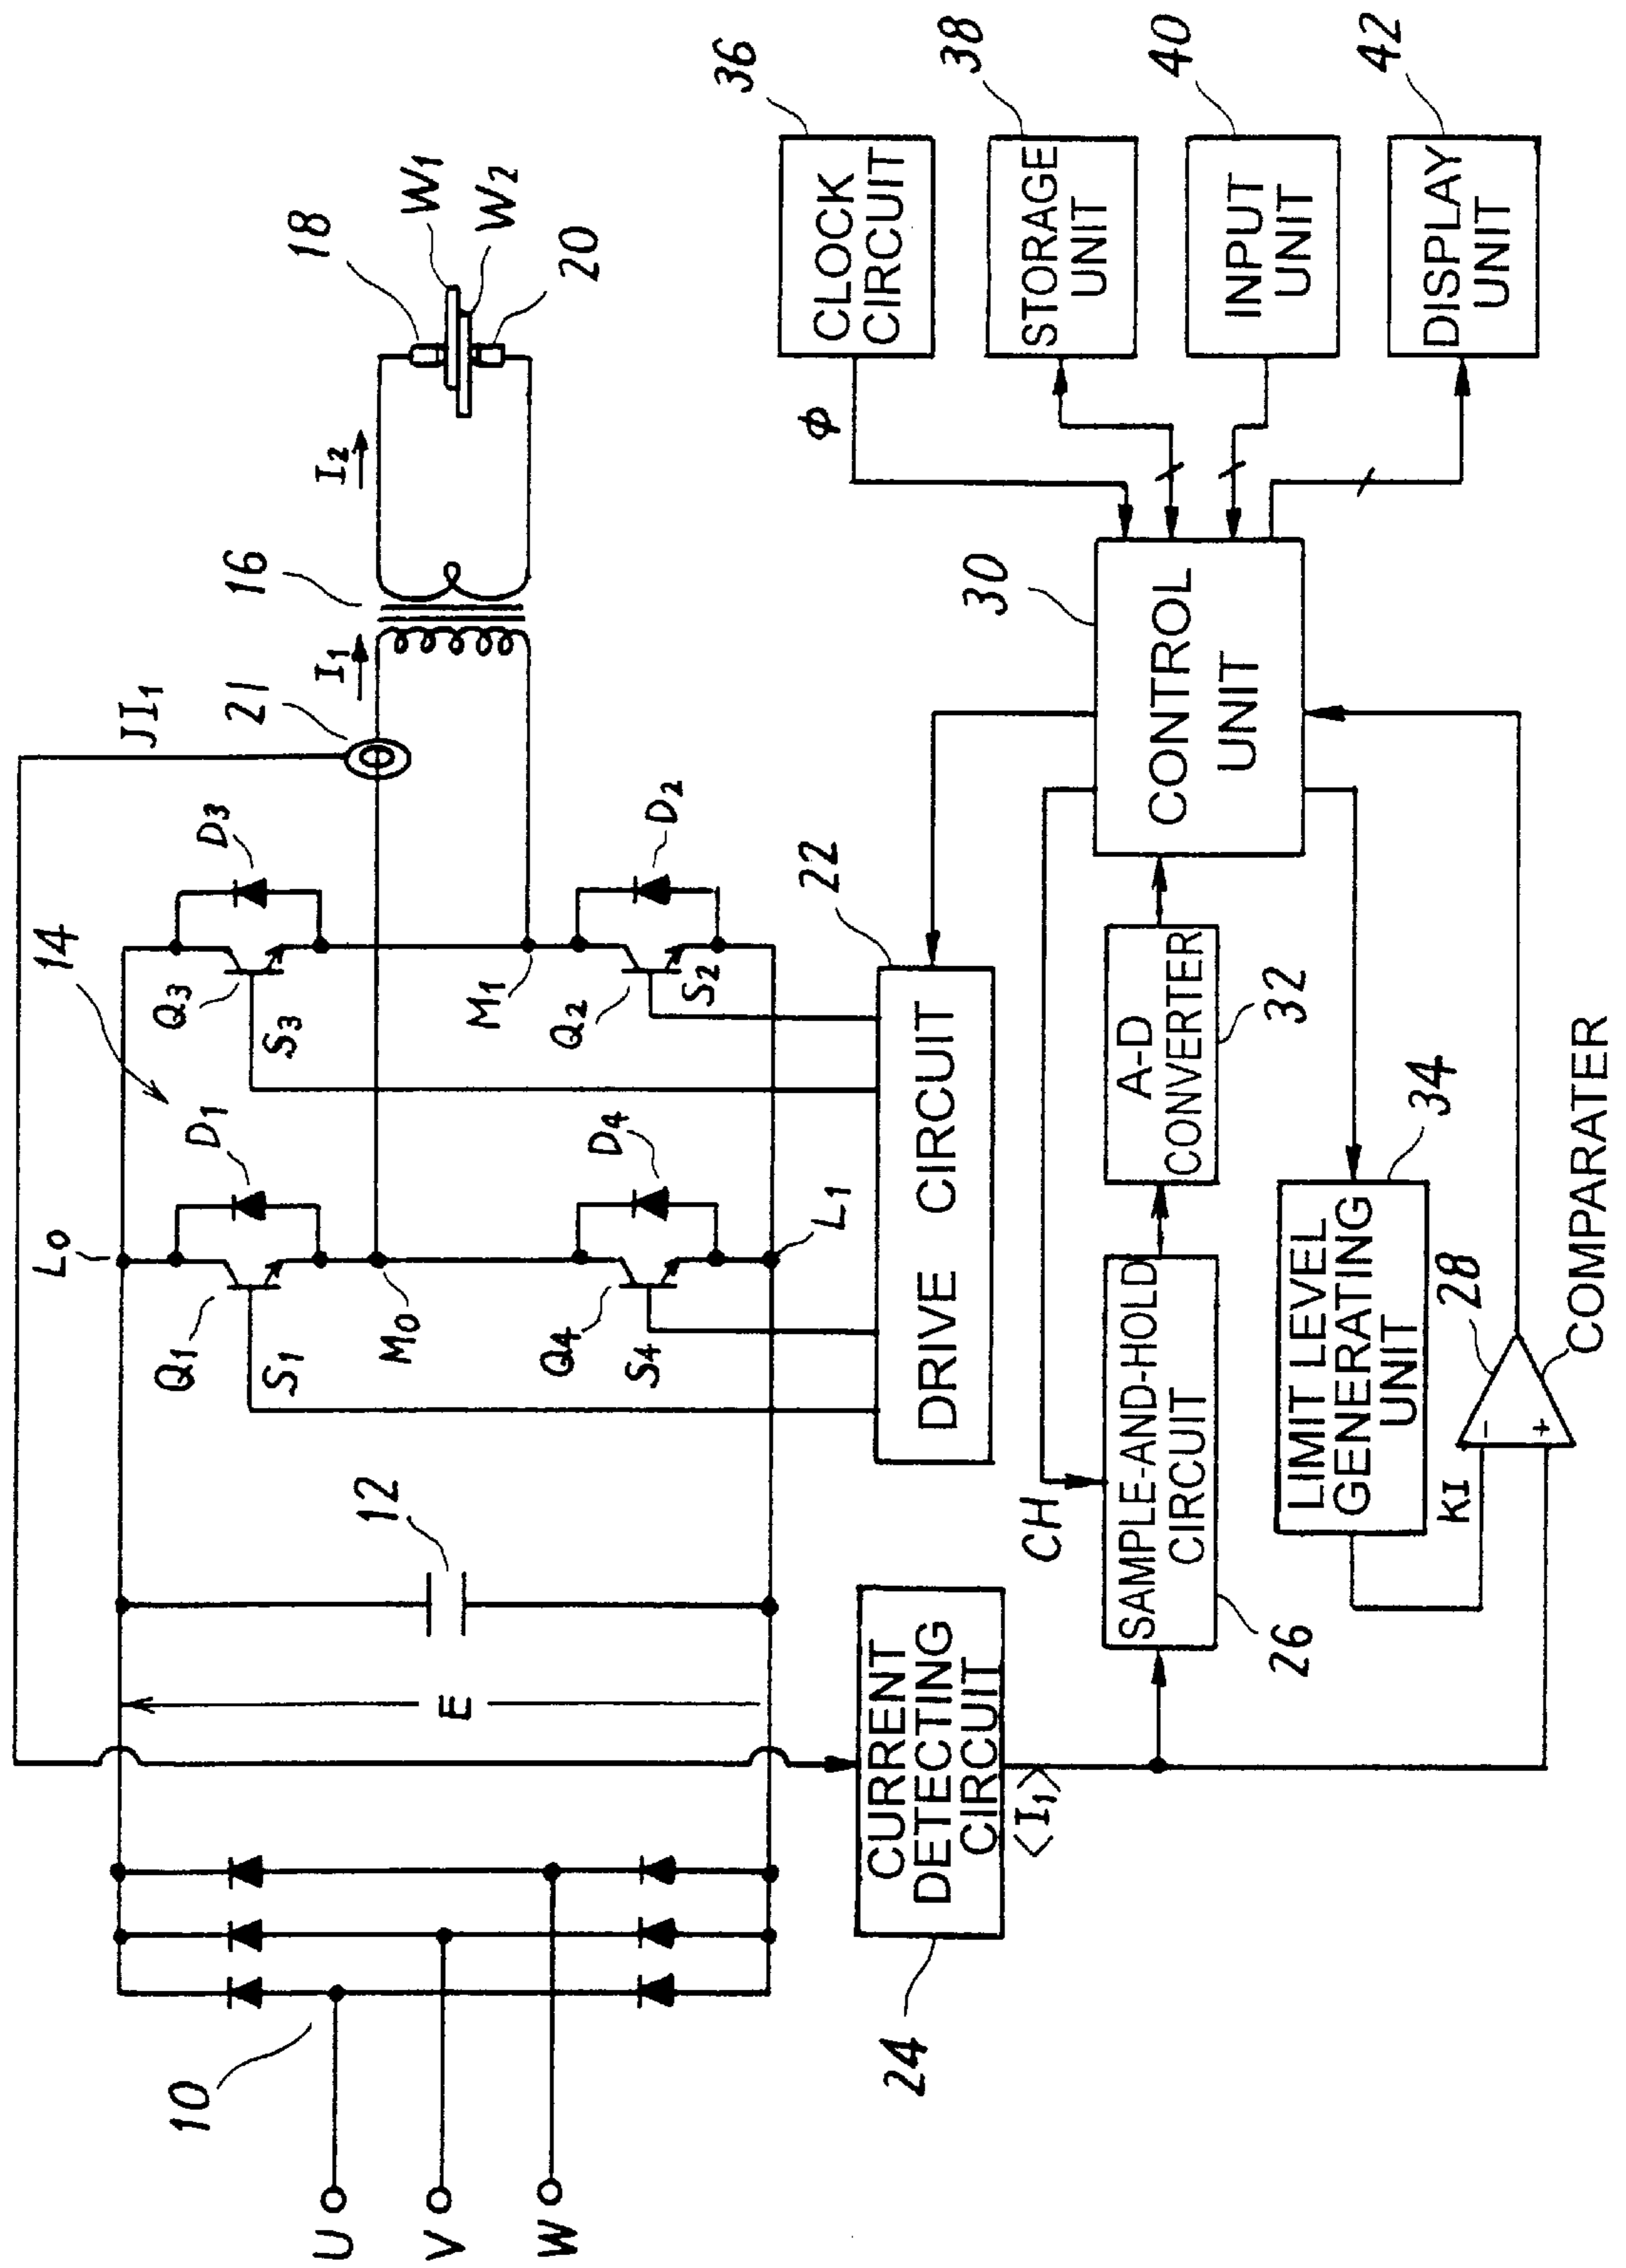 JI1
14
21
16
18
W1
W2
20
I1
I2
L0
Q1
D1
S1
M0
Q3
D3
S3
M1
Q4
D4
S4
L1
Q2
D2
S2
10
U
V
W
E
12
22
DRIVE CIRCUIT
24
CURRENT
DETECTING
CIRCUIT
<I1>
CH
SAMPLE-AND-HOLD
CIRCUIT
26
A-D
CONVERTER
32
30
CONTROL
UNIT
LIMIT LEVEL
GENERATING
UNIT
34
KI
28
-
+
COMPARATER
φ
36
CLOCK
CIRCUIT
38
STORAGE
UNIT
40
INPUT
UNIT
42
DISPLAY
UNIT